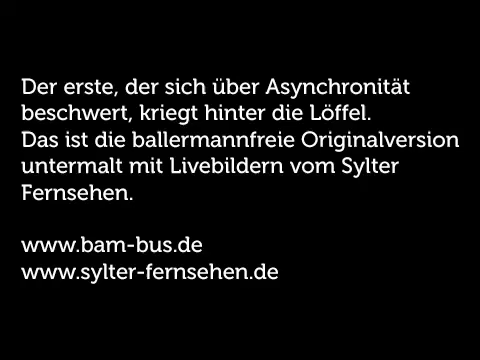 Der erste, der sich über Asynchronität
beschwert, kriegt hinter die Löffel.
Das ist die ballermannfreie Originalversion
untermalt mit Livebildern vom Sylter
Fernsehen.
www.bam-bus.de
www.sylter-fernsehen.de